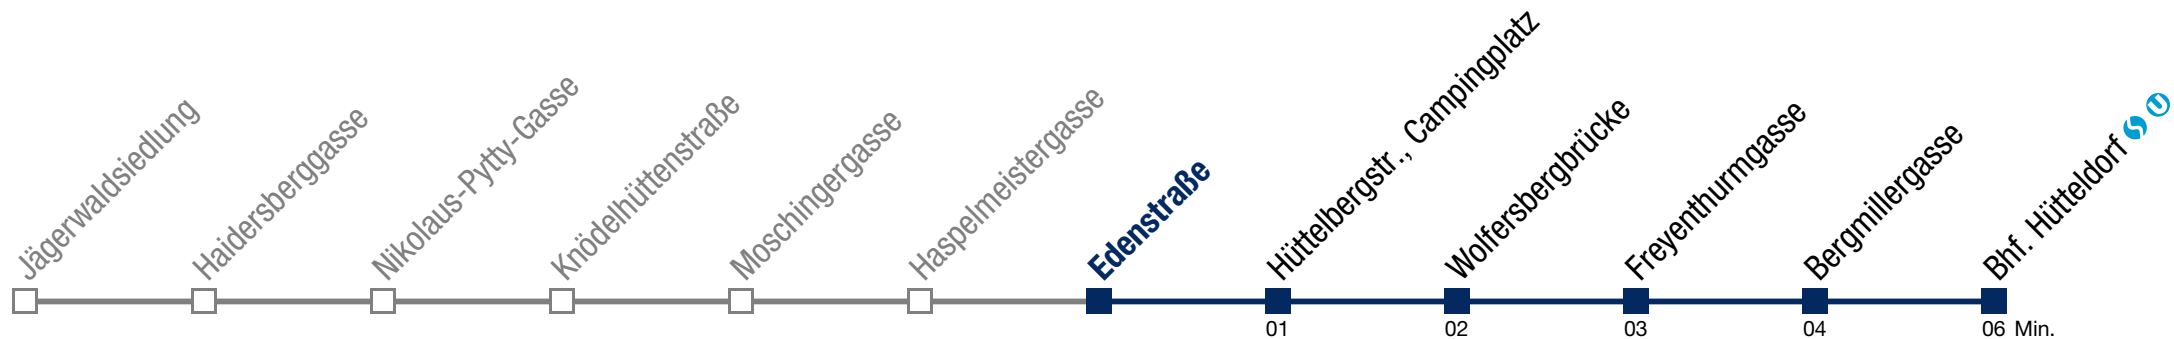 Jägerwaldsiedlung
Haidersberggasse
Nikolaus-Pytty-Gasse
Knödelhüttenstraße
Moschingergasse
Haspelmeistergasse
Edenstraße
Hüttelbergstr., Campingplatz
Wolfersbergbrücke
Freyenthurmgasse
Bergmillergasse
Bhf. Hütteldorf S U
01 02 03 04 06 Min.